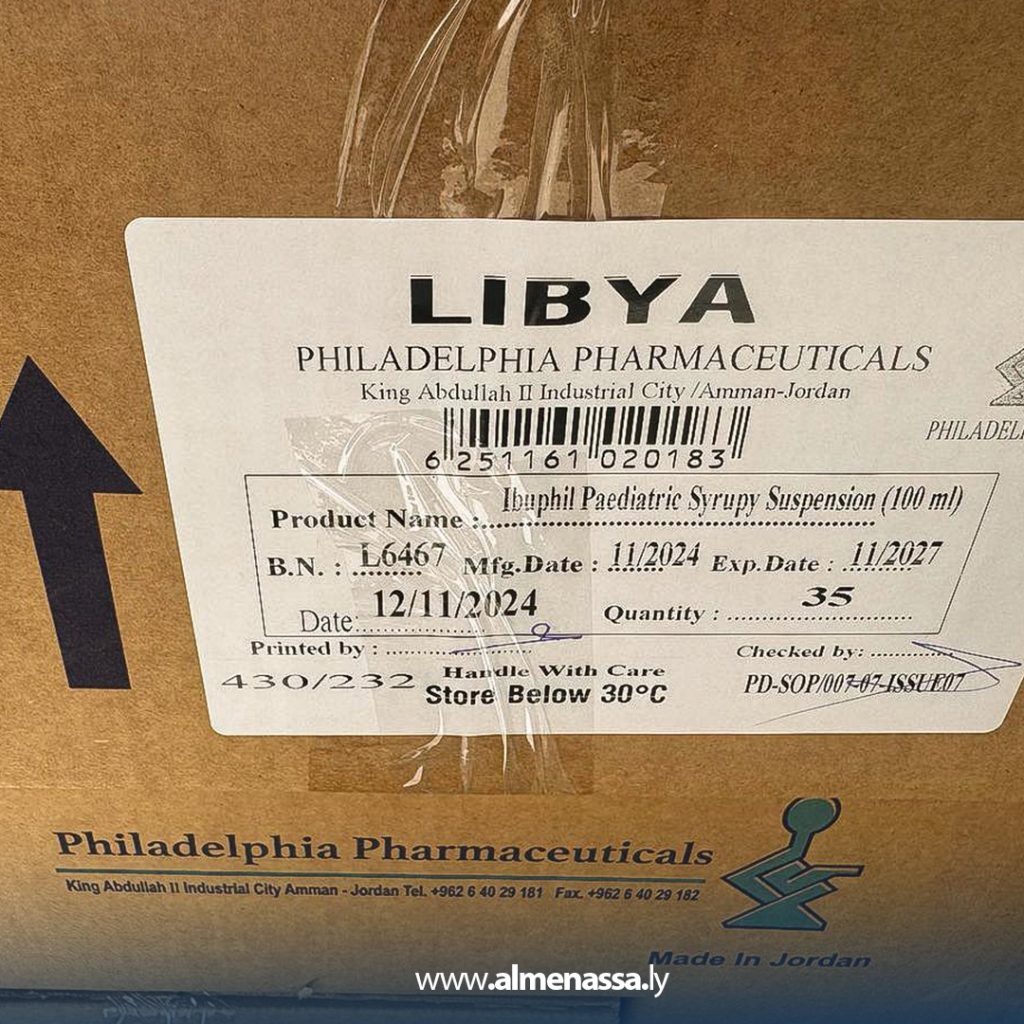 LIBYA
PHILADELPHIA PHARMACEUTICALS
King Abdullah II Industrial City /Amman-Jordan
6 251161 020183
Product Name :..... Ibuphil Paediatric Syrupy Suspension (100 ml)
B.N. : L6467 Mfg.Date : 11/2024 Exp.Date : 11/2027
Date:..... 12/11/2024 Quantity : ..... 35
Printed by : ..... Checked by: .....
430/232 Handle With Care
Store Below 30°C PD-SOP/007-07-ISSUE07
Philadelphia Pharmaceuticals
King Abdullah II Industrial City Amman - Jordan Tel. +962 6 40 29 181 Fax. +962 6 40 29 182
Made In Jordan
www.almenassa.ly